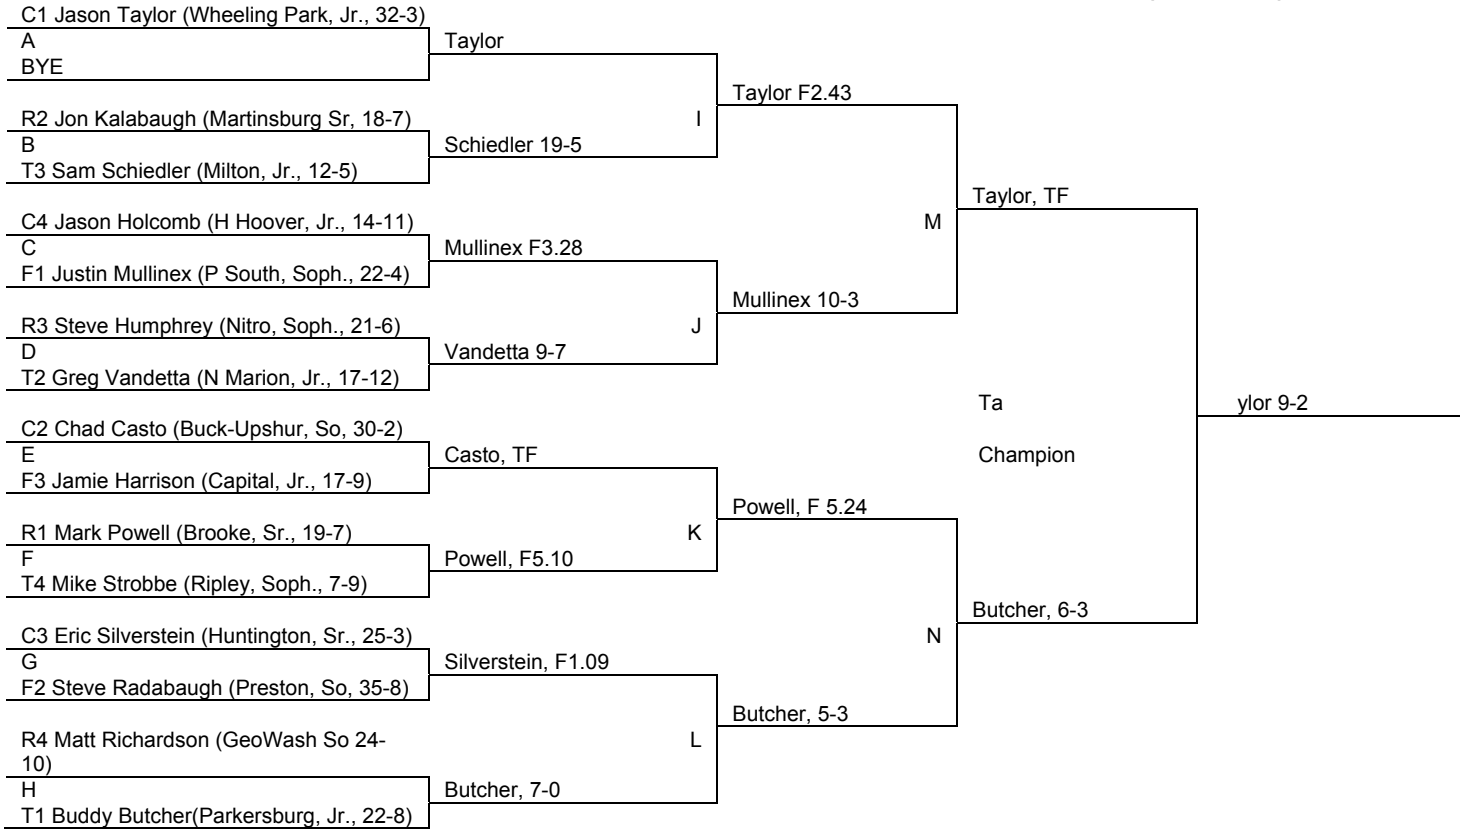 C1 Jason Taylor (Wheeling Park, Jr., 32-3)
A
BYE
Taylor
R2 Jon Kalabaugh (Martinsburg Sr, 18-7)
B
T3 Sam Schiedler (Milton, Jr., 12-5)
Schiedler 19-5
I
Taylor F2.43
C4 Jason Holcomb (H Hoover, Jr., 14-11)
C
F1 Justin Mullinex (P South, Soph., 22-4)
Mullinex F3.28
R3 Steve Humphrey (Nitro, Soph., 21-6)
D
T2 Greg Vandetta (N Marion, Jr., 17-12)
Vandetta 9-7
J
Mullinex 10-3
M
Taylor, TF
C2 Chad Casto (Buck-Upshur, So, 30-2)
E
F3 Jamie Harrison (Capital, Jr., 17-9)
Casto, TF
R1 Mark Powell (Brooke, Sr., 19-7)
F
T4 Mike Strobbe (Ripley, Soph., 7-9)
Powell, F5.10
K
Powell, F 5.24
C3 Eric Silverstein (Huntington, Sr., 25-3)
G
F2 Steve Radabaugh (Preston, So, 35-8)
Silverstein, F1.09
R4 Matt Richardson (GeoWash So 24-
10)
H
T1 Buddy Butcher(Parkersburg, Jr., 22-8)
Butcher, 7-0
L
Butcher, 5-3
N
Butcher, 6-3
Ta ylor 9-2
Champion